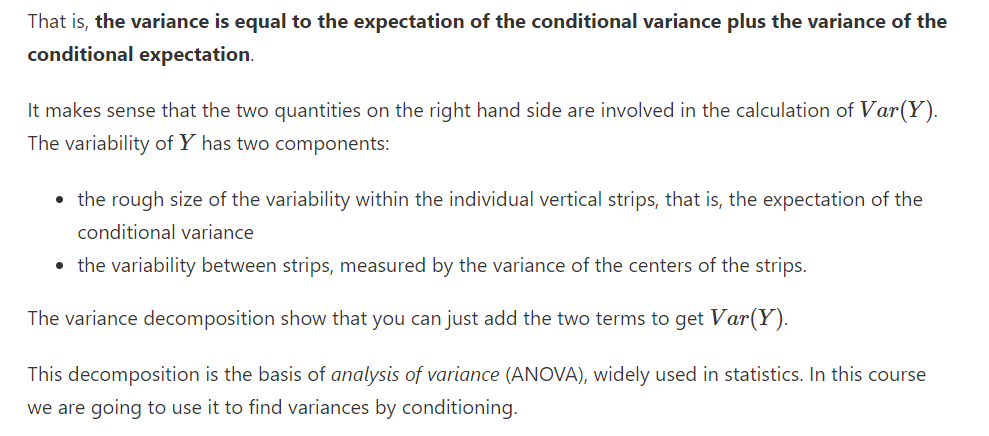 That is, the variance is equal to the expectation of the conditional variance plus the variance of the
conditional expectation.
It makes sense that the two quantities on the right hand side are involved in the calculation of Var(Y).
The variability of Y has two components:
• the rough size of the variability within the individual vertical strips, that is, the expectation of the
conditional variance
• the variability between strips, measured by the variance of the centers of the strips.
The variance decomposition show that you can just add the two terms to get Var(Y).
This decomposition is the basis of analysis of variance (ANOVA), widely used in statistics. In this course
we are going to use it to find variances by conditioning.